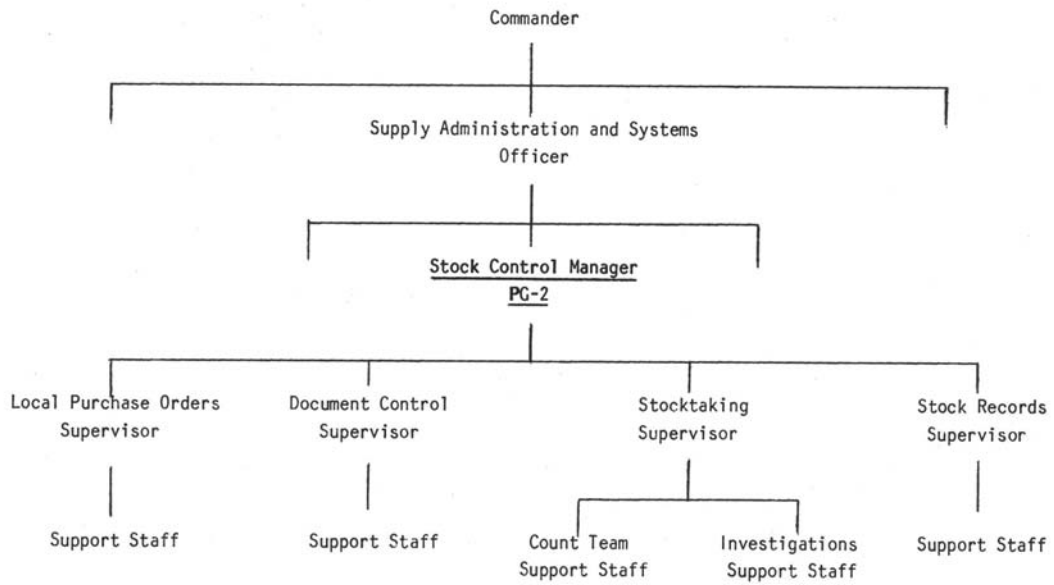 Commander
Supply Administration and Systems
Officer
Stock Control Manager
PG-2
Local Purchase Orders
Supervisor
Document Control
Supervisor
Stocktaking
Supervisor
Stock Records
Supervisor
Support Staff
Support Staff
Count Team
Support Staff
Investigations
Support Staff
Support Staff